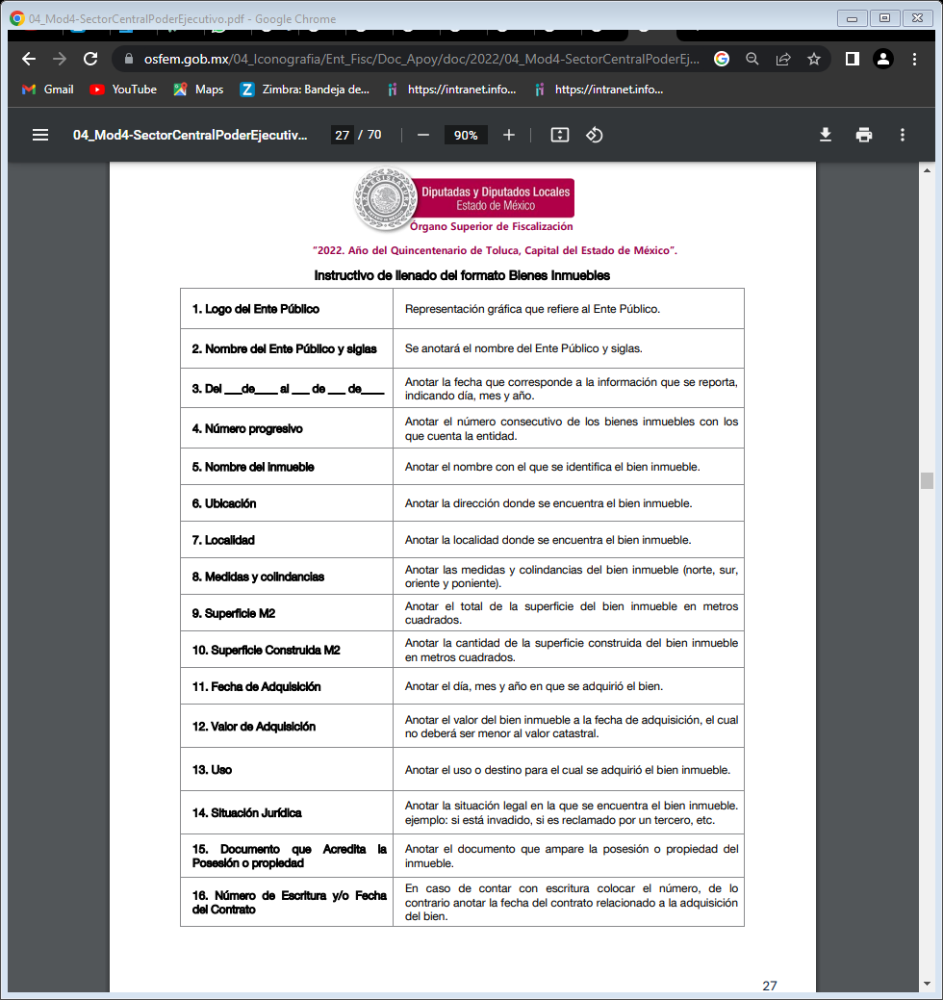 04_Mod4-SectorCentralPoderEjecutivo.pdf - Google Chrome
osfem.gob.mx/04_Iconografia/Ent_Fisc/Doc_Apoy/doc/2022/04_Mod4-SectorCentralPoderEj...
Gmail YouTube Maps Zimbra: Bandeja de... https://intranet.info... https://intranet.info...
04_Mod4-SectorCentralPoderEjecutiv... 27 / 70 90%
Diputadas y Diputados Locales
Estado de México
Órgano Superior de Fiscalización
"2022. Año del Quincentenario de Toluca, Capital del Estado de México".
Instructivo de llenado del formato Bienes Inmuebles
1. Logo del Ente Público
Representación gráfica que refiere al Ente Público.
2. Nombre del Ente Público y siglas
Se anotará el nombre del Ente Público y siglas.
3. Del ___de____ al ___ de ___ de____
Anotar la fecha que corresponde a la información que se reporta,
indicando día, mes y año.
4. Número progresivo
Anotar el número consecutivo de los bienes inmuebles con los
que cuenta la entidad.
5. Nombre del inmueble
Anotar el nombre con el que se identifica el bien inmueble.
6. Ubicación
Anotar la dirección donde se encuentra el bien inmueble.
7. Localidad
Anotar la localidad donde se encuentra el bien inmueble.
8. Medidas y colindancias
Anotar las medidas y colindancias del bien inmueble (norte, sur,
oriente y poniente).
9. Superficie M2
Anotar el total de la superficie del bien inmueble en metros
cuadrados.
10. Superficie Construida M2
Anotar la cantidad de la superficie construida del bien inmueble
en metros cuadrados.
11. Fecha de Adquisición
Anotar el día, mes y año en que se adquirió el bien.
12. Valor de Adquisición
Anotar el valor del bien inmueble a la fecha de adquisición, el cual
no deberá ser menor al valor catastral.
13. Uso
Anotar el uso o destino para el cual se adquirió el bien inmueble.
14. Situación Jurídica
Anotar la situación legal en la que se encuentra el bien inmueble.
ejemplo: si está invadido, si es reclamado por un tercero, etc.
15. Documento que Acredita la
Posesión o propiedad
Anotar el documento que ampare la posesión o propiedad del
inmueble.
16. Número de Escritura y/o Fecha
del Contrato
En caso de contar con escritura colocar el número, de lo
contrario anotar la fecha del contrato relacionado a la adquisición
del bien.
27